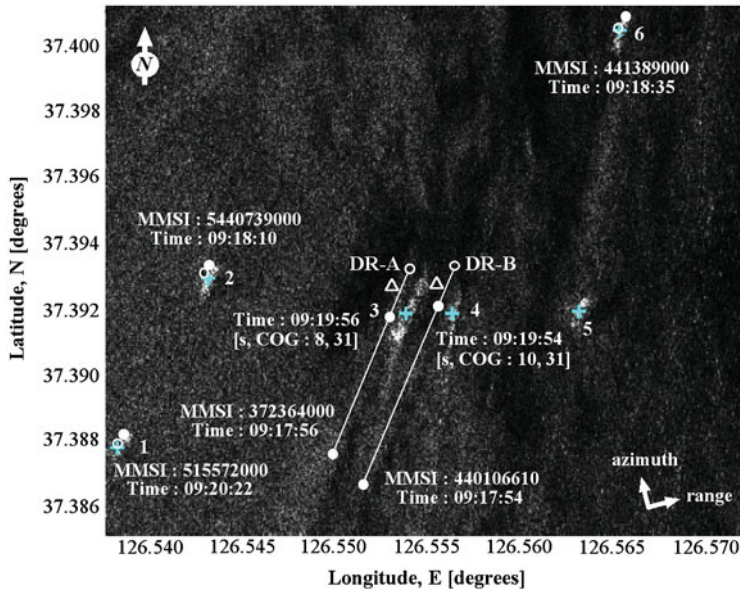 37.400
37.398
37.396
37.394
37.392
37.390
37.388
37.386
Latitude, N [degrees]
N
6
MMSI : 441389000
Time : 09:18:35
MMSI : 5440739000
Time : 09:18:10
2
DR-A
DR-B
3
4
5
Time : 09:19:56
[s, COG : 8, 31]
Time : 09:19:54
[s, COG : 10, 31]
MMSI : 372364000
Time : 09:17:56
1
MMSI : 515572000
Time : 09:20:22
MMSI : 440106610
Time : 09:17:54
azimuth
range
126.540
126.545
126.550
126.555
126.560
126.565
126.570
Longitude, E [degrees]